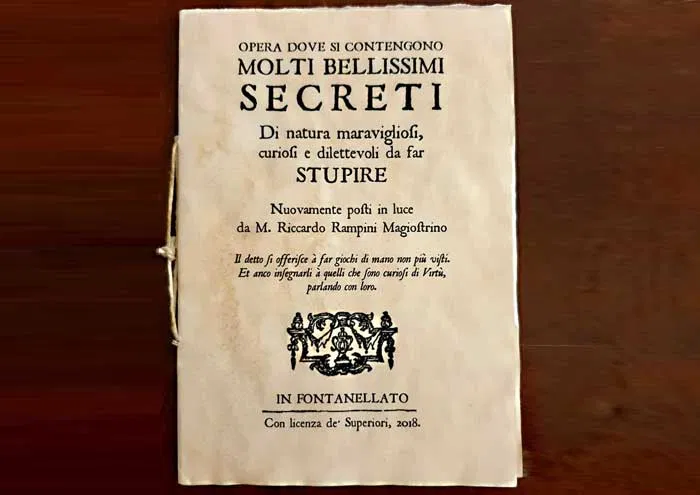 OPERA DOVE SI CONTENGONO
MOLTI BELLISSIMI
SECRETI
Di natura maraviglioſi,
curioſi e dilettevoli da far
STUPIRE
Nuovamente poſti in luce
da M. Riccardo Rampini Magioſtrino
Il detto ſi offeriſce à far giochi di mano non più viſti.
Et anco inſegnarli à quelli che ſono curioſi di Virtù,
parlando con loro.
IN FONTANELLATO
Con licenza de' Superiori, 2018.